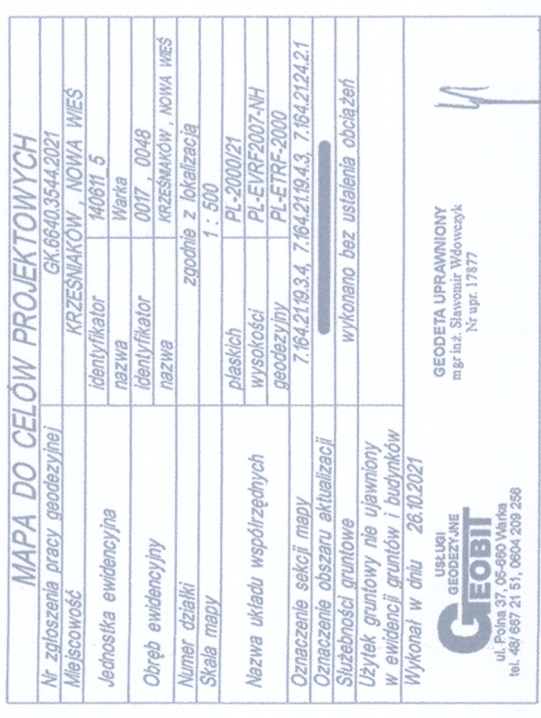 MAPA DO CELÓW PROJEKTOWYCH
Nr zgłoszenia pracy geodezyjnej GK.6640.3544.2021
Miejscowość KRZEŚNIAKÓW , NOWA WIEŚ
Jednostka ewidencyjna identyfikator 140611_5
nazwa Warka
Obręb ewidencyjny identyfikator 0017 , 0048
nazwa KRZEŚNIAKÓW , NOWA WIEŚ
Numer działki zgodnie z lokalizacją
Skala mapy 1 : 500
Nazwa układu współrzędnych płaskich PL-2000/21
wysokości PL-EVRF2007-NH
geodezyjny PL-ETRF-2000
Oznaczenie sekcji mapy 7.164.21.19.3.4, 7.164.21.19.4.3, 7.164.21.24.2.1
Oznaczenie obszaru aktualizacji
Służebności gruntowe wykonano bez ustalenia obciążeń
Użytek gruntowy nie ujawniony
w ewidencji gruntów i budynków
Wykonał w dniu 26.10.2021
USŁUGI
GEODEZYJNE
GEOBIT
ul. Polna 37, 05-660 Warka
tel. 48/ 667 21 51, 0604 209 256
GEODETA UPRAWNIONY
mgr inż. Sławomir Wdowczyk
Nr upr. 17877